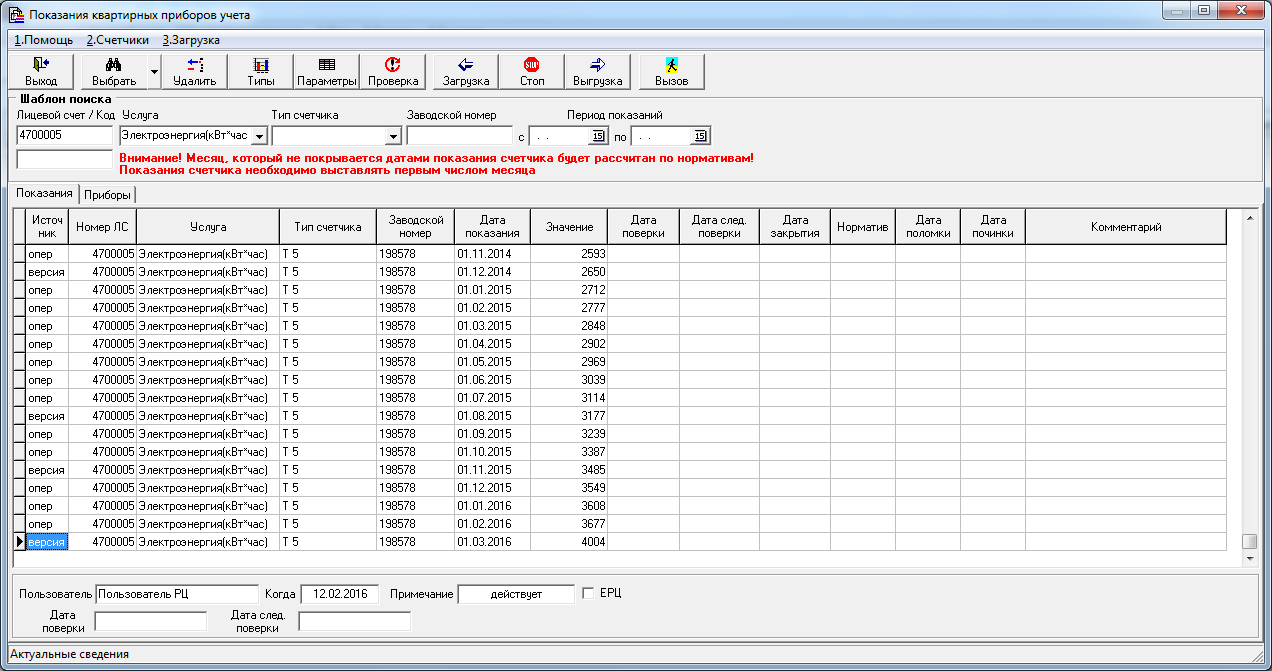 Показания квартирных приборов учета
1.Помощь 2.Счетчики 3.Загрузка
Выход Выбрать Удалить Типы Параметры Проверка Загрузка Стоп Выгрузка Вызов
Шаблон поиска
Лицевой счет / Код Услуга Тип счетчика Заводской номер Период показаний
4700005 Электроэнергия(кВт*час с . . 15 по . . 15
Внимание! Месяц, который не покрывается датами показания счетчика будет рассчитан по нормативам!
Показания счетчика необходимо выставлять первым числом месяца
Показания Приборы
Источ Заводской Дата Дата Дата след. Дата Дата Дата
ник Номер ЛС Услуга Тип счетчика номер показания Значение поверки поверки закрытия Норматив поломки починки Комментарий
опер 4700005 Электроэнергия(кВт*час) Т 5 198578 01.11.2014 2593
версия 4700005 Электроэнергия(кВт*час) Т 5 198578 01.12.2014 2650
опер 4700005 Электроэнергия(кВт*час) Т 5 198578 01.01.2015 2712
опер 4700005 Электроэнергия(кВт*час) Т 5 198578 01.02.2015 2777
опер 4700005 Электроэнергия(кВт*час) Т 5 198578 01.03.2015 2848
опер 4700005 Электроэнергия(кВт*час) Т 5 198578 01.04.2015 2902
опер 4700005 Электроэнергия(кВт*час) Т 5 198578 01.05.2015 2969
опер 4700005 Электроэнергия(кВт*час) Т 5 198578 01.06.2015 3039
опер 4700005 Электроэнергия(кВт*час) Т 5 198578 01.07.2015 3114
версия 4700005 Электроэнергия(кВт*час) Т 5 198578 01.08.2015 3177
опер 4700005 Электроэнергия(кВт*час) Т 5 198578 01.09.2015 3239
опер 4700005 Электроэнергия(кВт*час) Т 5 198578 01.10.2015 3387
версия 4700005 Электроэнергия(кВт*час) Т 5 198578 01.11.2015 3485
опер 4700005 Электроэнергия(кВт*час) Т 5 198578 01.12.2015 3549
опер 4700005 Электроэнергия(кВт*час) Т 5 198578 01.01.2016 3608
опер 4700005 Электроэнергия(кВт*час) Т 5 198578 01.02.2016 3677
версия 4700005 Электроэнергия(кВт*час) Т 5 198578 01.03.2016 4004
Пользователь Пользователь РЦ Когда 12.02.2016 Примечание действует ЕРЦ
Дата Дата след.
поверки поверки
Актуальные сведения